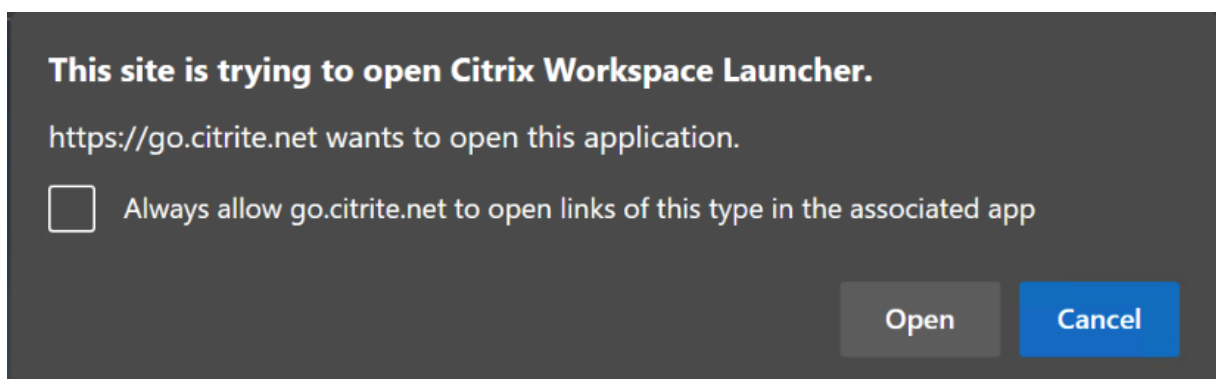 This site is trying to open Citrix Workspace Launcher.
https://go.citrite.net wants to open this application.
Always allow go.citrite.net to open links of this type in the associated app
Open Cancel